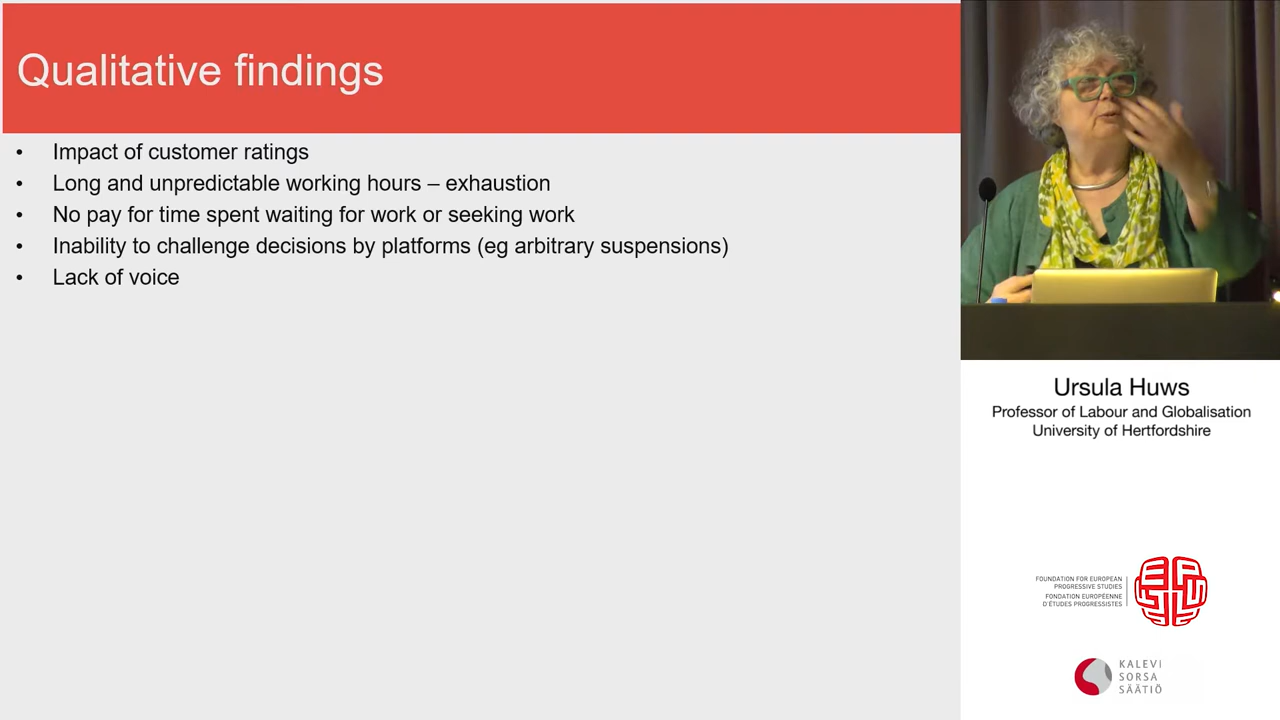 Qualitative findings
• Impact of customer ratings
• Long and unpredictable working hours – exhaustion
• No pay for time spent waiting for work or seeking work
• Inability to challenge decisions by platforms (eg arbitrary suspensions)
• Lack of voice
Ursula Huws
Professor of Labour and Globalisation
University of Hertfordshire
FOUNDATION FOR EUROPEAN
PROGRESSIVE STUDIES
FONDATION EUROPÉENNE
D'ÉTUDES PROGRESSISTES
KALEVI
SORSA
SÄÄTIÖ